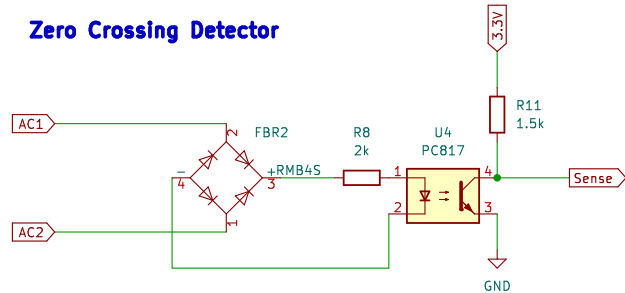 Zero Crossing Detector
3.3V
AC1
2
FBR2
R8
U4
R11
2k
PC817
1.5k
- +RMB4S
4 3 1 4 Sense
2 3
1
AC2
GND